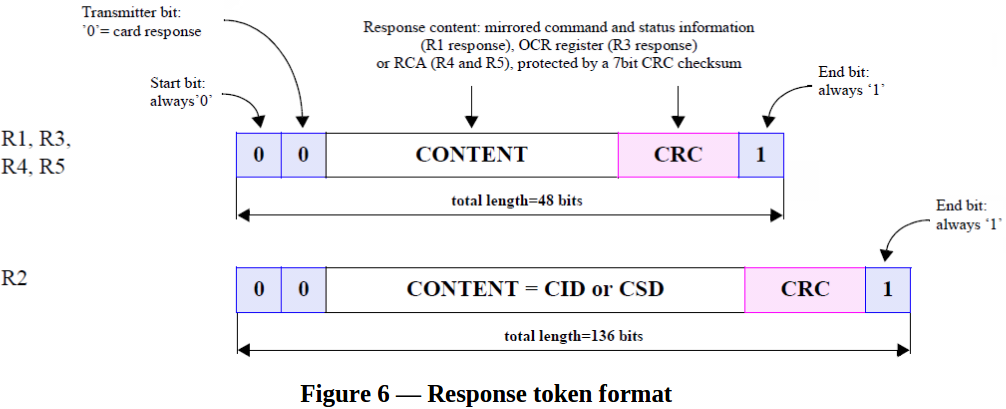 Transmitter bit:
'0'= card response
Response content: mirrored command and status information
(R1 response), OCR register (R3 response)
or RCA (R4 and R5), protected by a 7bit CRC checksum
Start bit:
always'0'
End bit:
always '1'
R1, R3,
R4, R5
0 0 CONTENT CRC 1
total length=48 bits
End bit:
always '1'
R2
0 0 CONTENT = CID or CSD CRC 1
total length=136 bits
Figure 6 — Response token format